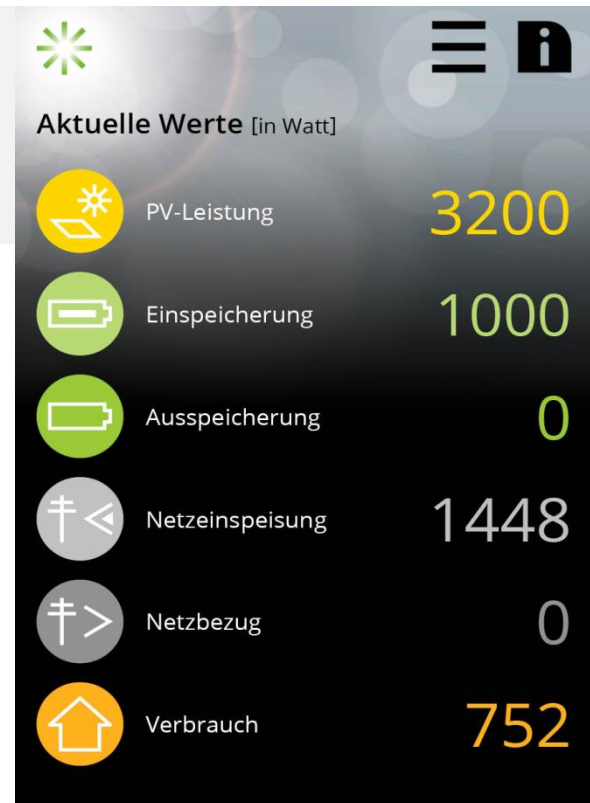 Aktuelle Werte [in Watt]
PV-Leistung 3200
Einspeicherung 1000
Ausspeicherung 0
Netzeinspeisung 1448
Netzbezug 0
Verbrauch 752